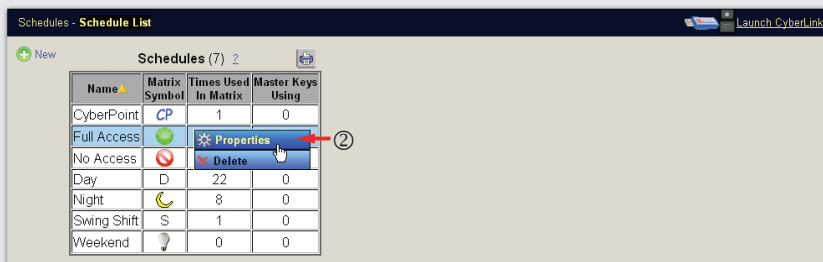 Schedules - Schedule List
Launch CyberLink
New
Schedules (7) ?
Name Matrix Symbol Times Used In Matrix Master Keys Using
CyberPoint CP 1 0
Full Access Properties ②
No Access Delete
Day D 22 0
Night 8 0
Swing Shift S 1 0
Weekend 0 0